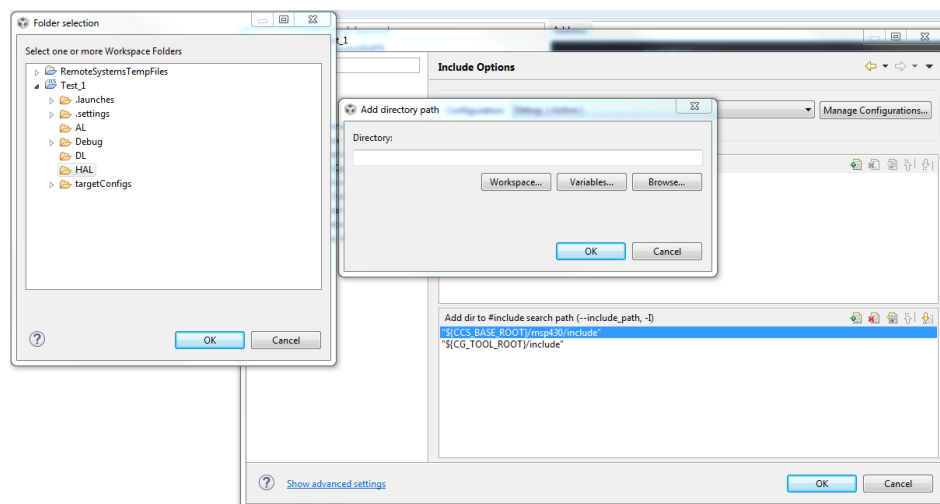 Folder selection
Select one or more Workspace Folders
RemoteSystemsTempFiles
Test_1
.launches
.settings
AL
Debug
DL
HAL
targetConfigs
OK
Cancel
t_1
Include Options
Manage Configurations...
Add directory path
Directory:
Workspace...
Variables...
Browse...
OK
Cancel
Add dir to #include search path (--include_path, -I)
"${CCS_BASE_ROOT}/msp430/include"
"${CG_TOOL_ROOT}/include"
Show advanced settings
OK
Cancel